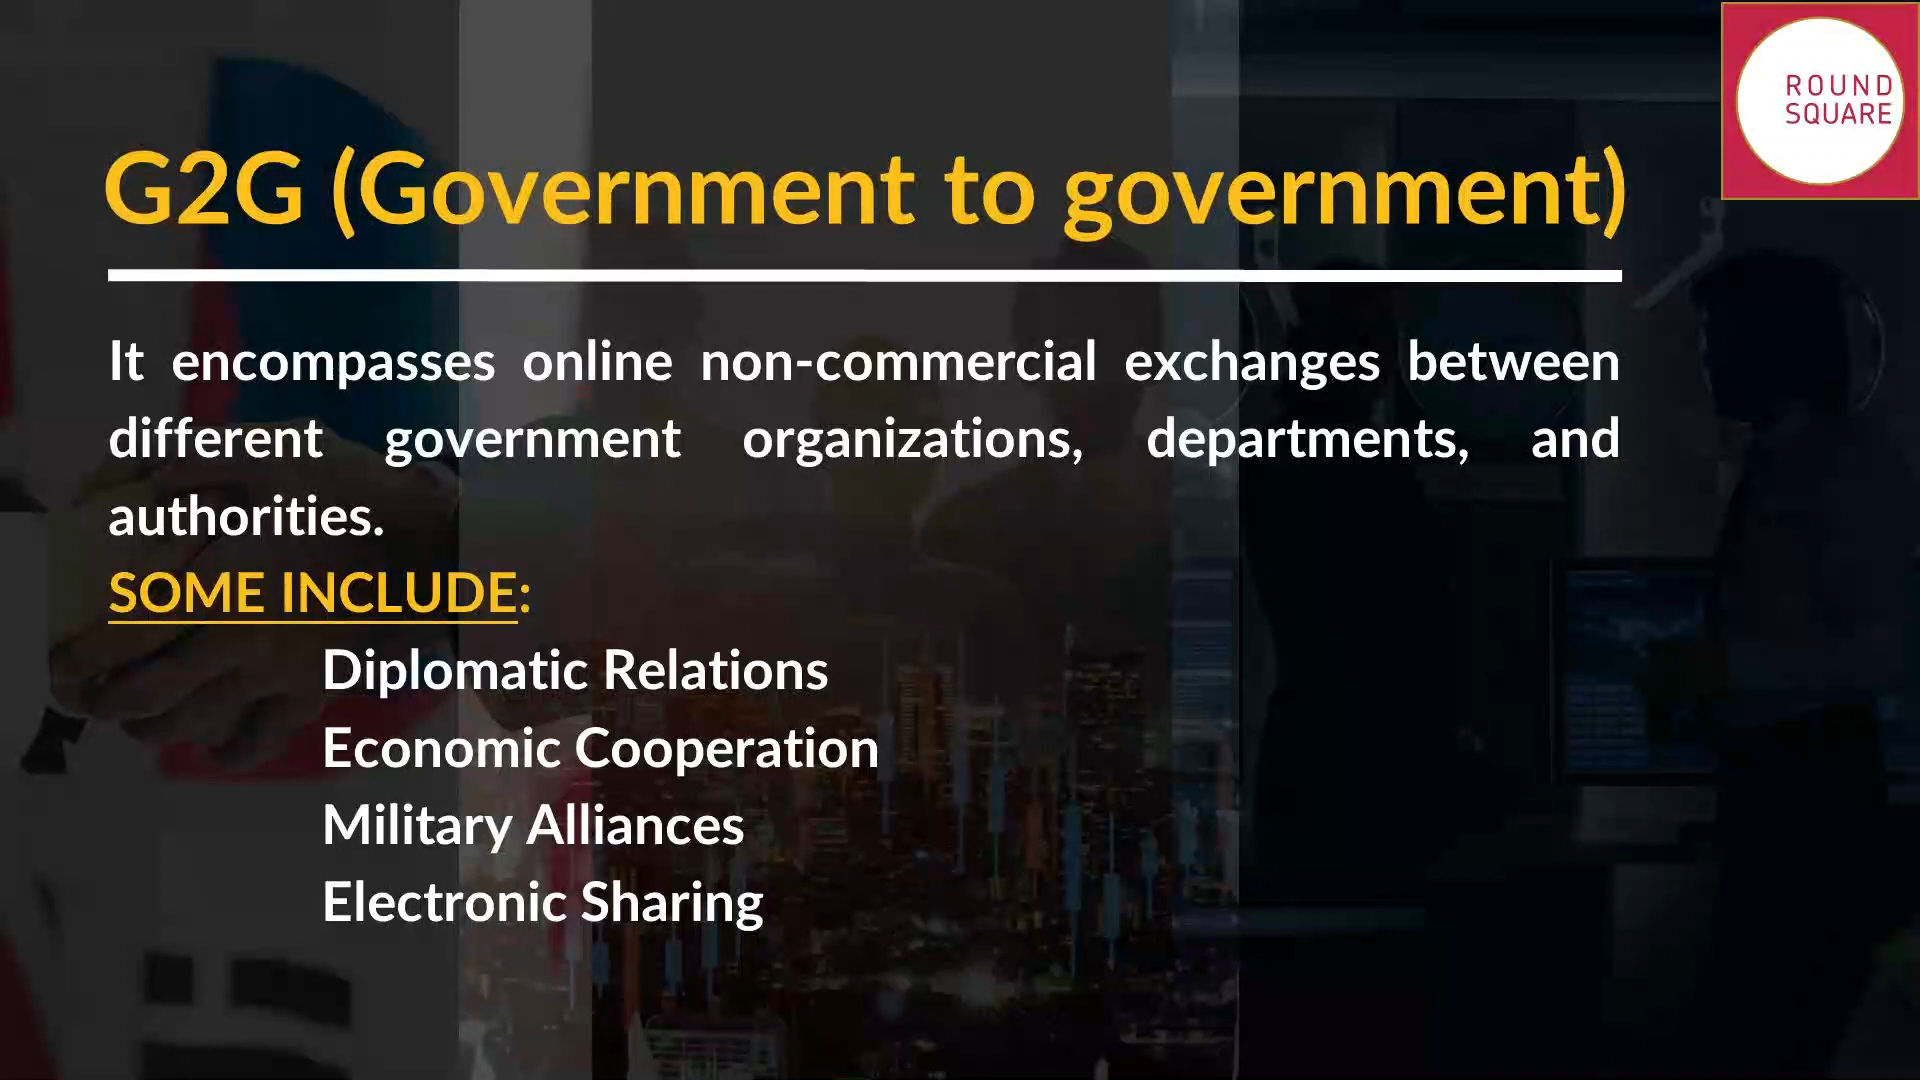 ROUND
SQUARE
G2G (Government to government)
It encompasses online non-commercial exchanges between
different government organizations, departments, and
authorities.
SOME INCLUDE:
Diplomatic Relations
Economic Cooperation
Military Alliances
Electronic Sharing